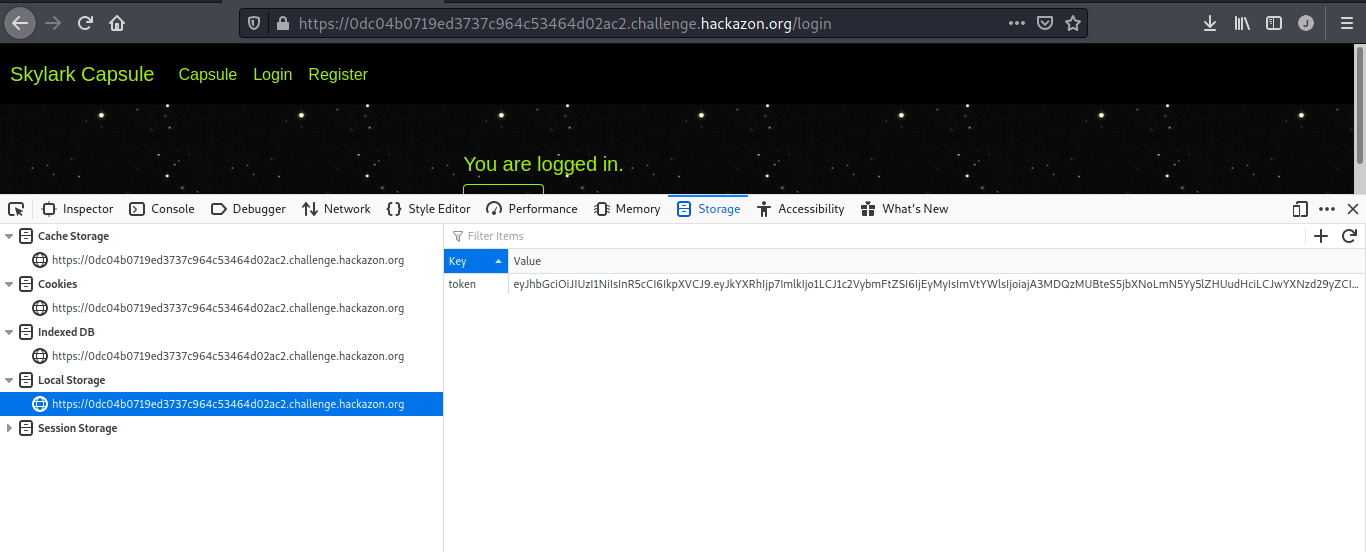 https://0dc04b0719ed3737c964c53464d02ac2.challenge.hackazon.org/login
J
Skylark Capsule Capsule Login Register
You are logged in.
Inspector Console Debugger Network Style Editor Performance Memory Storage Accessibility What's New
Cache Storage
https://0dc04b0719ed3737c964c53464d02ac2.challenge.hackazon.org
Cookies
https://0dc04b0719ed3737c964c53464d02ac2.challenge.hackazon.org
Indexed DB
https://0dc04b0719ed3737c964c53464d02ac2.challenge.hackazon.org
Local Storage
https://0dc04b0719ed3737c964c53464d02ac2.challenge.hackazon.org
Session Storage
Filter Items
Key Value
token